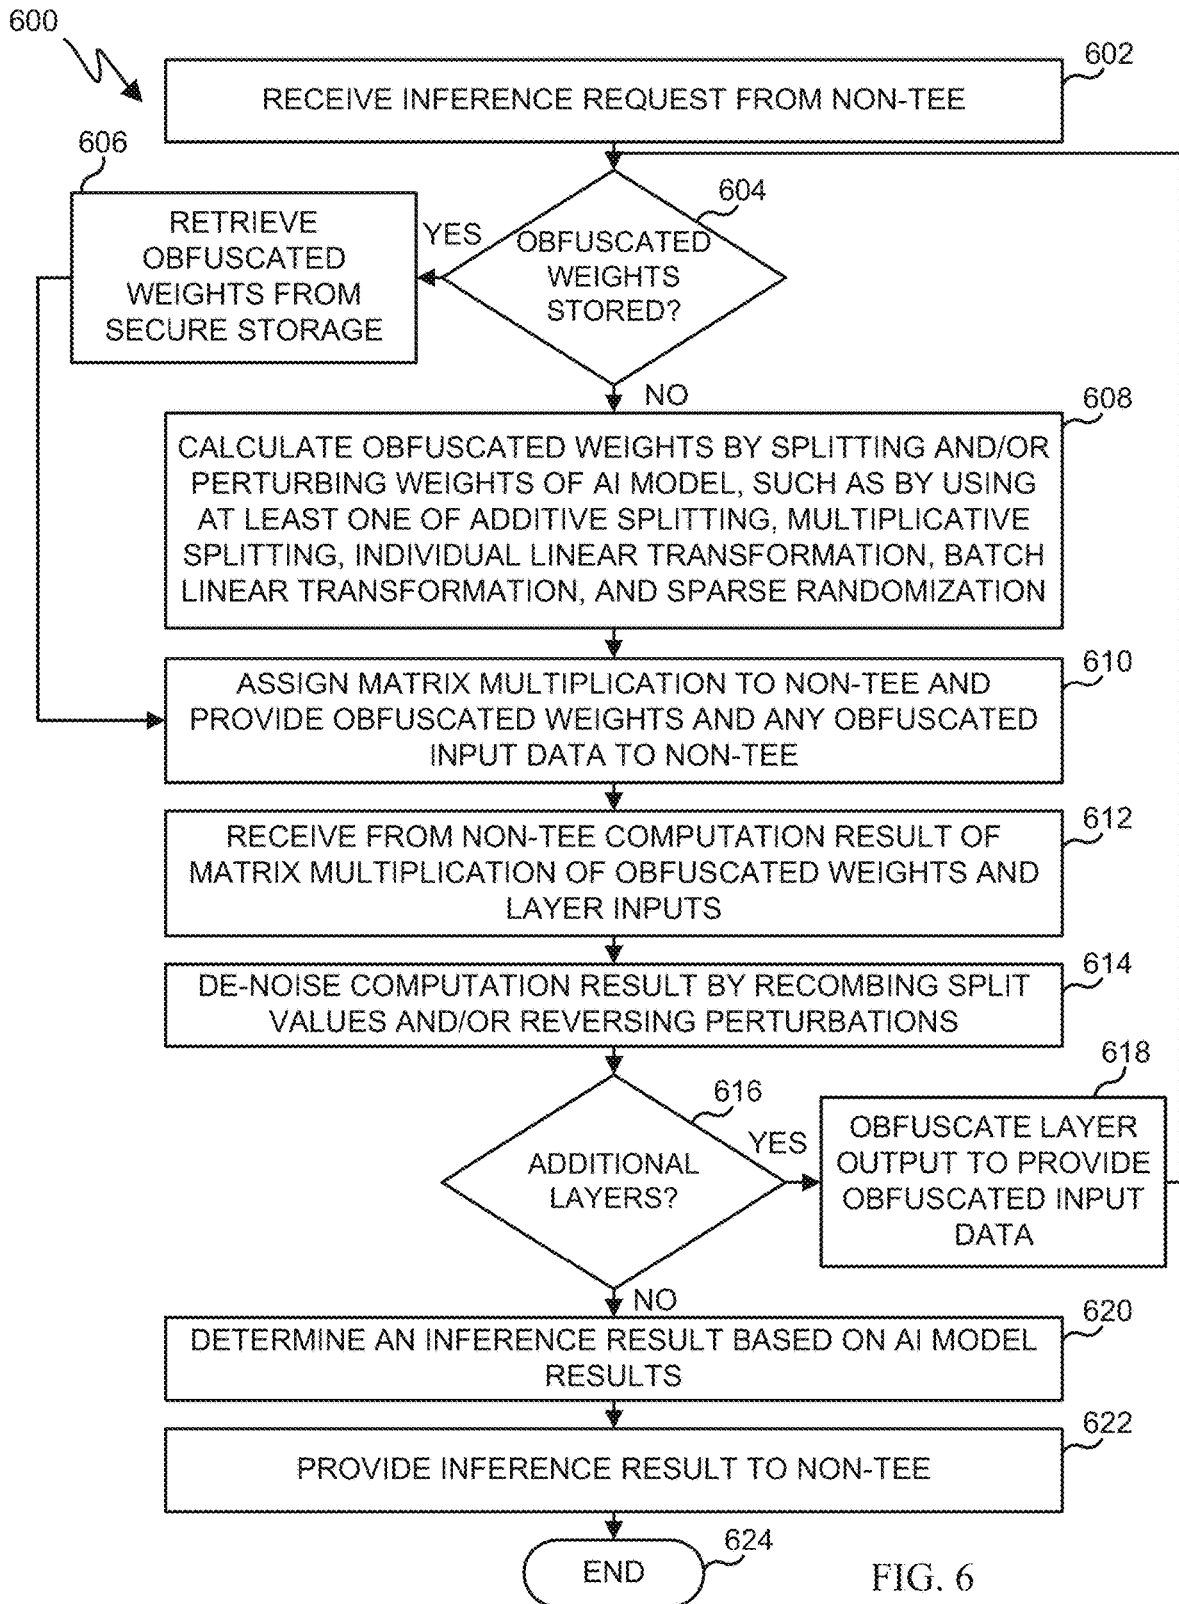 600
602
RECEIVE INFERENCE REQUEST FROM NON-TEE
606
RETRIEVE
OBFUSCATED
WEIGHTS FROM
SECURE STORAGE
YES
604
OBFUSCATED
WEIGHTS
STORED?
NO
608
CALCULATE OBFUSCATED WEIGHTS BY SPLITTING AND/OR
PERTURBING WEIGHTS OF AI MODEL, SUCH AS BY USING
AT LEAST ONE OF ADDITIVE SPLITTING, MULTIPLICATIVE
SPLITTING, INDIVIDUAL LINEAR TRANSFORMATION, BATCH
LINEAR TRANSFORMATION, AND SPARSE RANDOMIZATION
610
ASSIGN MATRIX MULTIPLICATION TO NON-TEE AND
PROVIDE OBFUSCATED WEIGHTS AND ANY OBFUSCATED
INPUT DATA TO NON-TEE
612
RECEIVE FROM NON-TEE COMPUTATION RESULT OF
MATRIX MULTIPLICATION OF OBFUSCATED WEIGHTS AND
LAYER INPUTS
614
DE-NOISE COMPUTATION RESULT BY RECOMBING SPLIT
VALUES AND/OR REVERSING PERTURBATIONS
616
ADDITIONAL
LAYERS?
YES
618
OBFUSCATE LAYER
OUTPUT TO PROVIDE
OBFUSCATED INPUT
DATA
NO
620
DETERMINE AN INFERENCE RESULT BASED ON AI MODEL
RESULTS
622
PROVIDE INFERENCE RESULT TO NON-TEE
624
END
FIG. 6